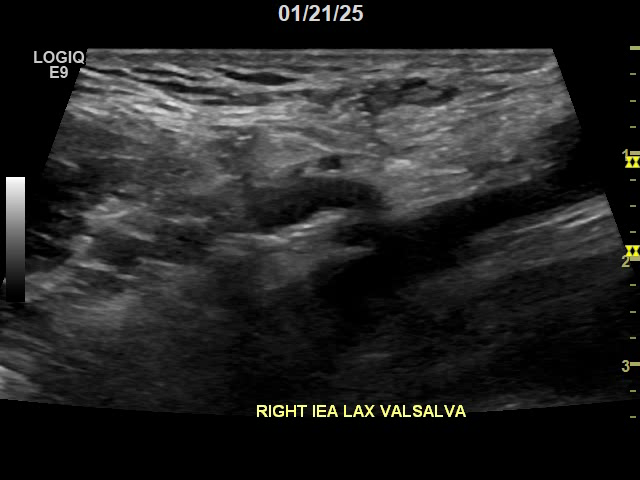 01/21/25
LOGIQ
E9
1
2
3
RIGHT IEA LAX VALSALVA